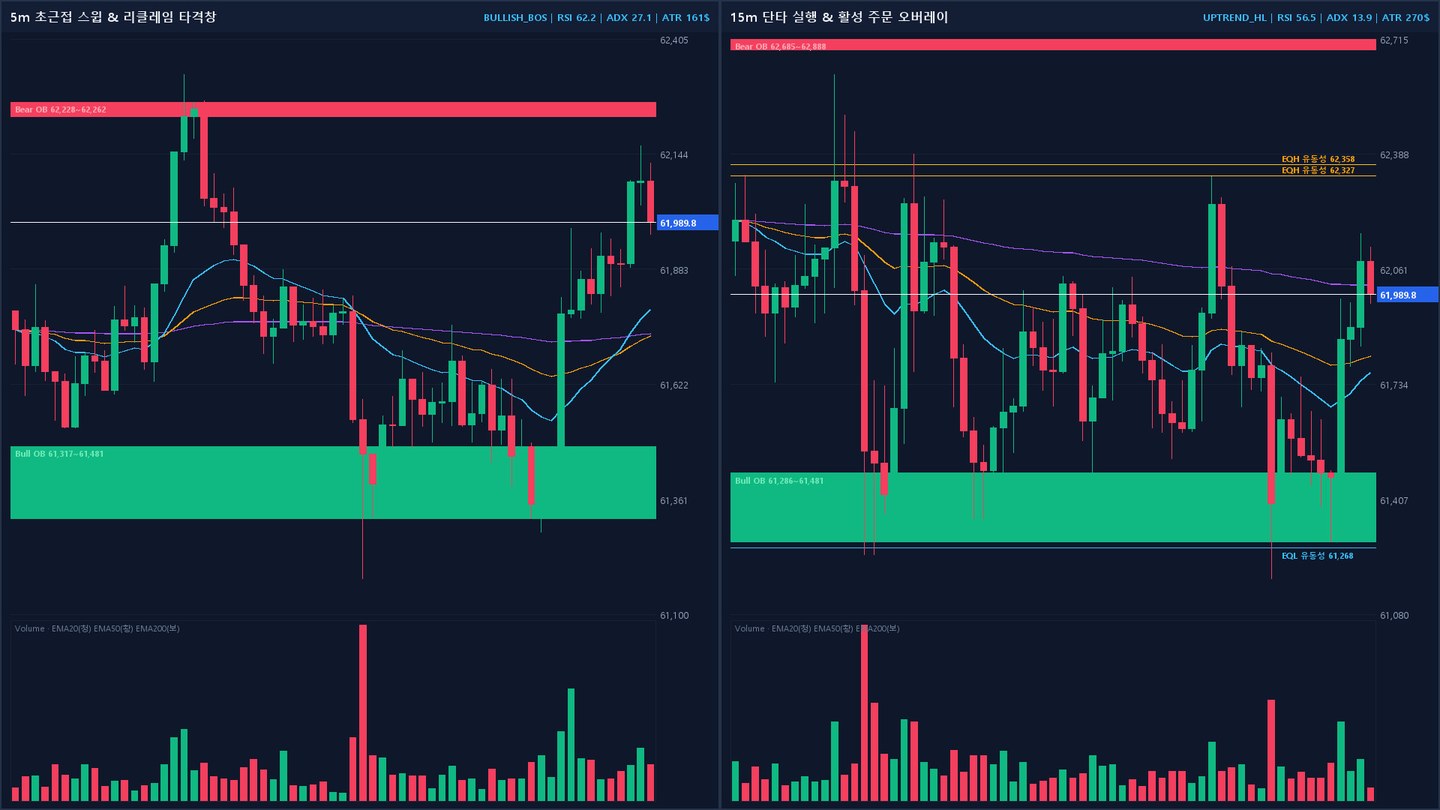 5m 초근접 스윕 & 리클레임 타격창
BULLISH_BOS | RSI 62.2 | ADX 27.1 | ATR 161$
62,405
Bear OB 62,228~62,262
62,144
61,989.8
61,883
61,622
Bull OB 61,317~61,481
61,361
61,100
Volume · EMA20(청) EMA50(황) EMA200(보)
15m 단타 실행 & 활성 주문 오버레이
UPTREND_HL | RSI 56.5 | ADX 13.9 | ATR 270$
62,715
Bear OB 62,685~62,888
EQH 유동성 62,358
62,388
EQH 유동성 62,327
62,061
61,989.8
61,734
Bull OB 61,286~61,481
61,407
EQL 유동성 61,268
61,080
Volume · EMA20(청) EMA50(황) EMA200(보)